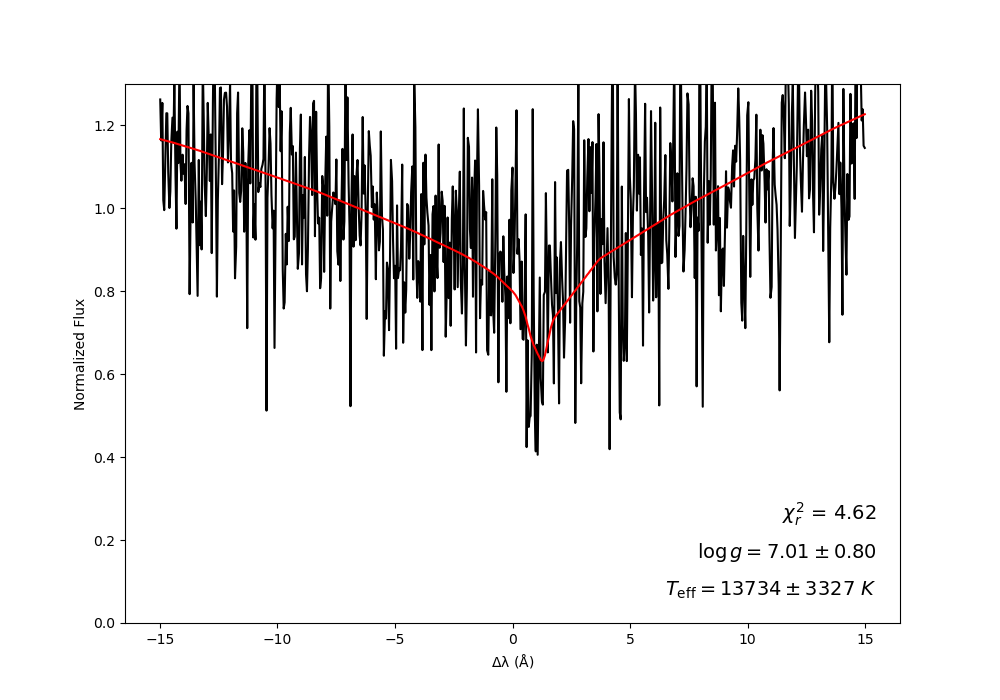 Normalized Flux
1.2
1.0
0.8
0.6
0.4
0.2
0.0
χ²ᵣ = 4.62
log g = 7.01 ± 0.80
T_eff = 13734 ± 3327 K
−15
−10
−5
0
5
10
15
Δλ (Å)